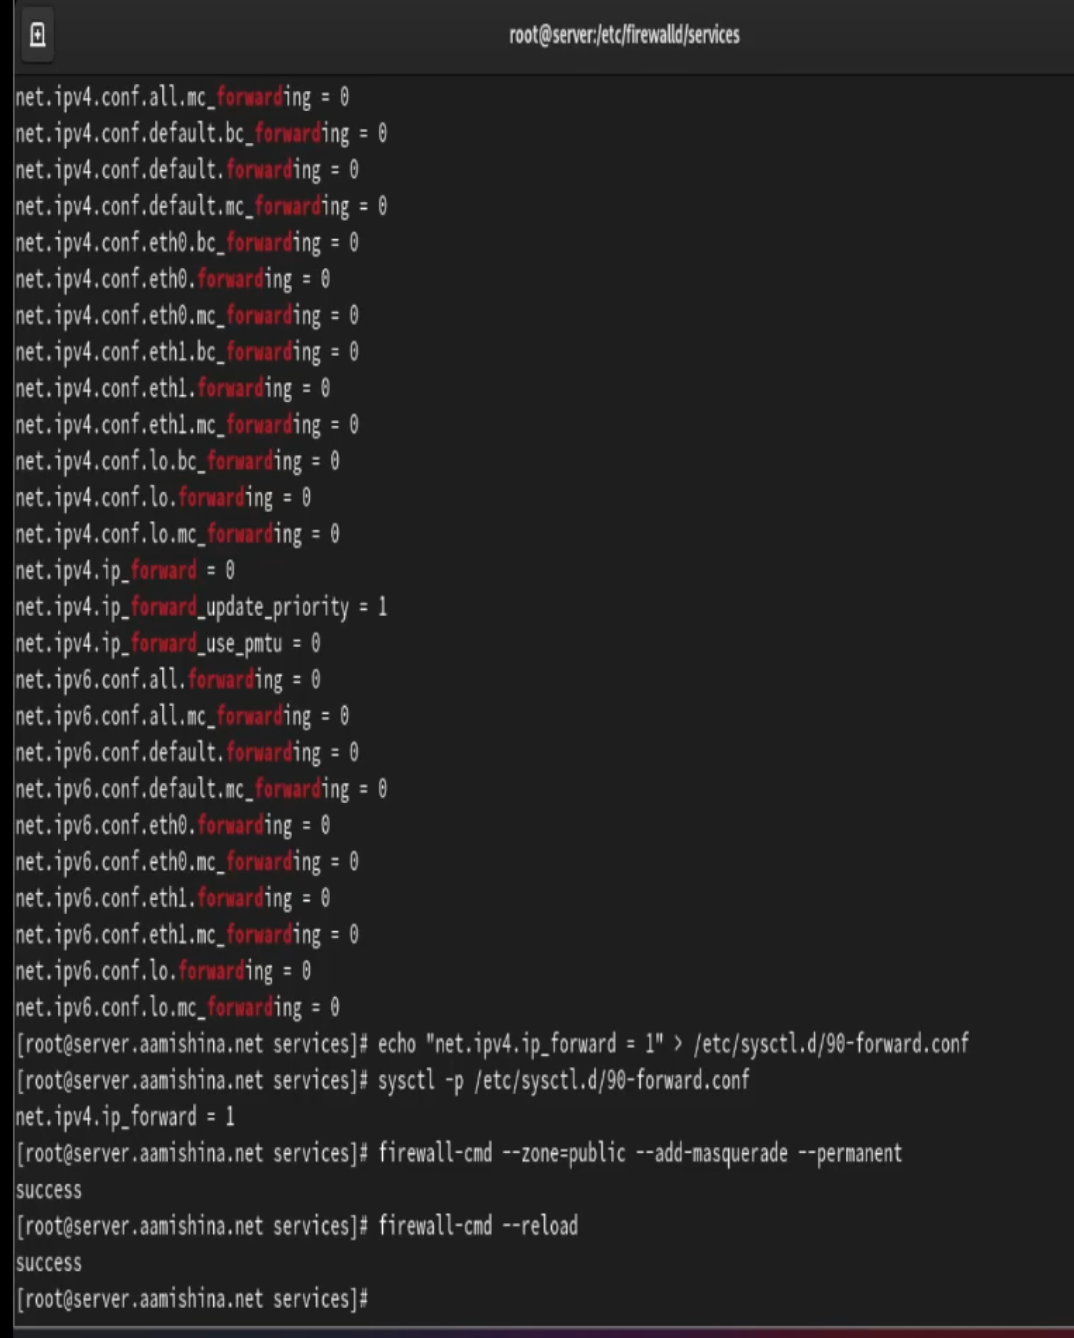 root@server:/etc/firewalld/services
net.ipv4.conf.all.mc_forwarding = 0
net.ipv4.conf.default.bc_forwarding = 0
net.ipv4.conf.default.forwarding = 0
net.ipv4.conf.default.mc_forwarding = 0
net.ipv4.conf.eth0.bc_forwarding = 0
net.ipv4.conf.eth0.forwarding = 0
net.ipv4.conf.eth0.mc_forwarding = 0
net.ipv4.conf.eth1.bc_forwarding = 0
net.ipv4.conf.eth1.forwarding = 0
net.ipv4.conf.eth1.mc_forwarding = 0
net.ipv4.conf.lo.bc_forwarding = 0
net.ipv4.conf.lo.forwarding = 0
net.ipv4.conf.lo.mc_forwarding = 0
net.ipv4.ip_forward = 0
net.ipv4.ip_forward_update_priority = 1
net.ipv4.ip_forward_use_pmtu = 0
net.ipv6.conf.all.forwarding = 0
net.ipv6.conf.all.mc_forwarding = 0
net.ipv6.conf.default.forwarding = 0
net.ipv6.conf.default.mc_forwarding = 0
net.ipv6.conf.eth0.forwarding = 0
net.ipv6.conf.eth0.mc_forwarding = 0
net.ipv6.conf.eth1.forwarding = 0
net.ipv6.conf.eth1.mc_forwarding = 0
net.ipv6.conf.lo.forwarding = 0
net.ipv6.conf.lo.mc_forwarding = 0
[root@server.aamishina.net services]# echo "net.ipv4.ip_forward = 1" > /etc/sysctl.d/90-forward.conf
[root@server.aamishina.net services]# sysctl -p /etc/sysctl.d/90-forward.conf
net.ipv4.ip_forward = 1
[root@server.aamishina.net services]# firewall-cmd --zone=public --add-masquerade --permanent
success
[root@server.aamishina.net services]# firewall-cmd --reload
success
[root@server.aamishina.net services]#